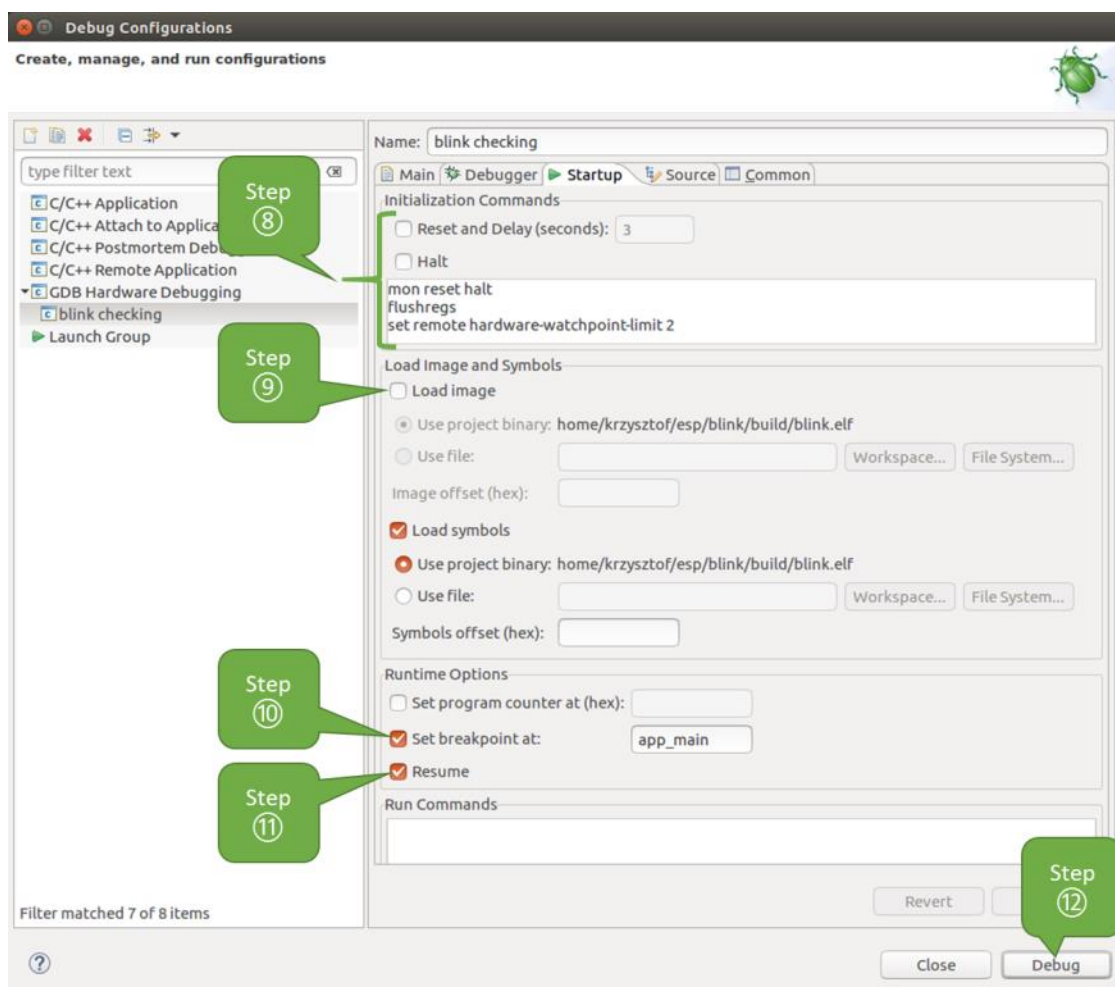 Debug Configurations
Create, manage, and run configurations
type filter text
C/C++ Application
C/C++ Attach to Applica
C/C++ Postmortem Debu
C/C++ Remote Application
GDB Hardware Debugging
blink checking
Launch Group
Filter matched 7 of 8 items
Name: blink checking
Main Debugger Startup Source Common
Initialization Commands
Reset and Delay (seconds): 3
Halt
mon reset halt
flushregs
set remote hardware-watchpoint-limit 2
Load Image and Symbols
Load image
Use project binary: home/krzysztof/esp/blink/build/blink.elf
Use file: Workspace... File System...
Image offset (hex):
Load symbols
Use project binary: home/krzysztof/esp/blink/build/blink.elf
Use file: Workspace... File System...
Symbols offset (hex):
Runtime Options
Set program counter at (hex):
Set breakpoint at: app_main
Resume
Run Commands
Revert
Close Debug
Step
⑧
Step
⑨
Step
⑩
Step
⑪
Step
⑫